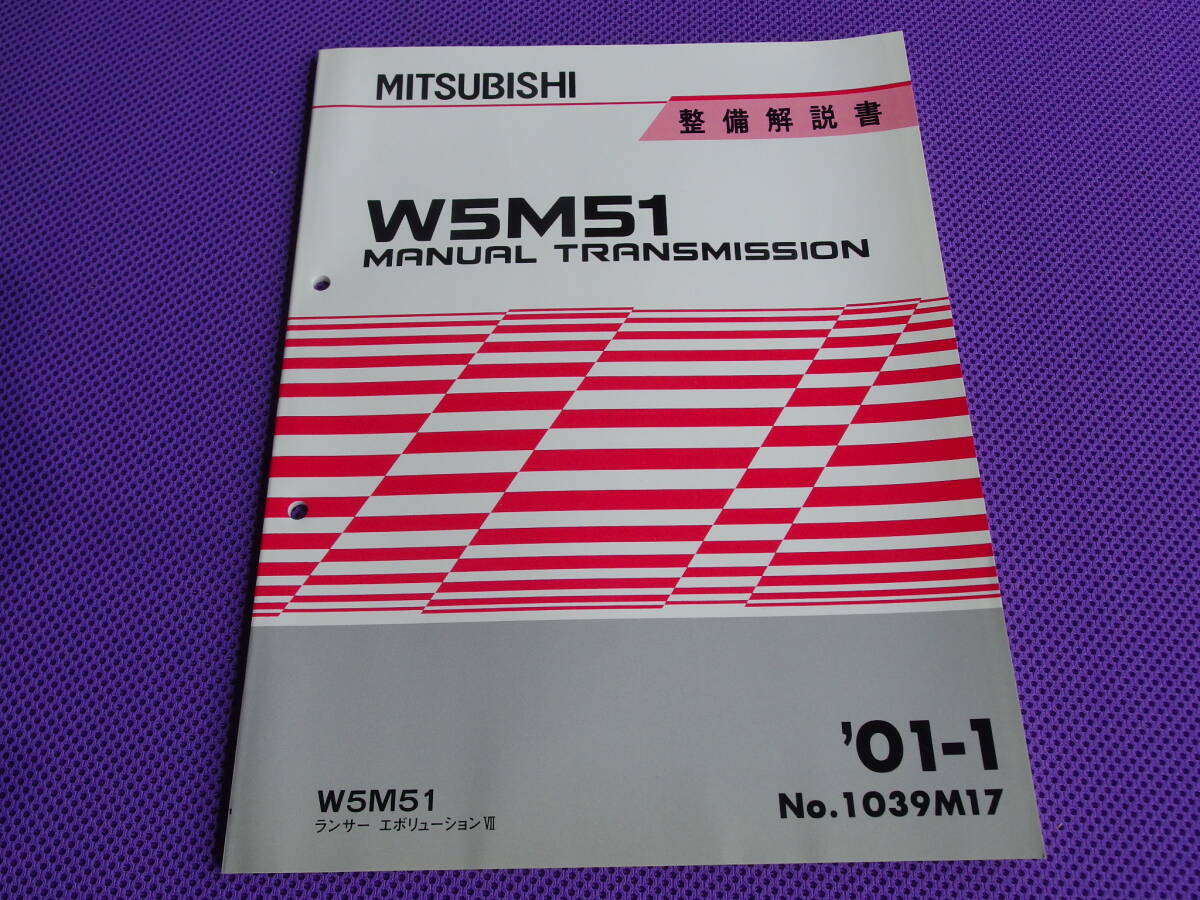 MITSUBISHI
整備解説書
W5M51
MANUAL TRANSMISSION
'01-1
No.1039M17
W5M51
ランサー エボリューションⅦ